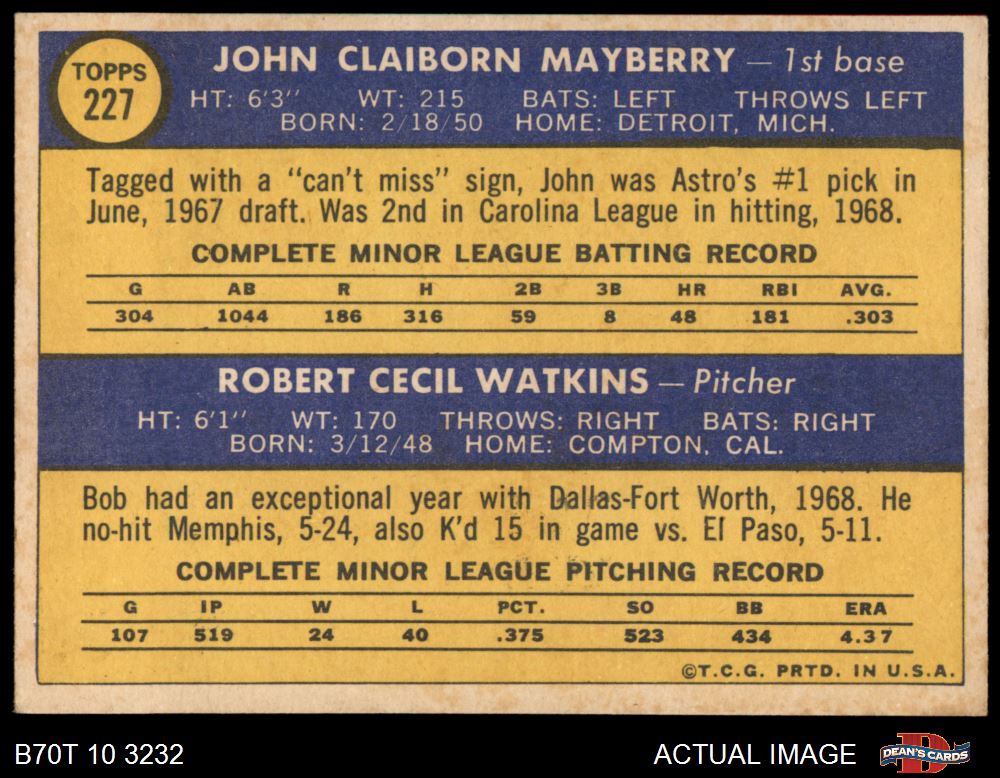 TOPPS
227
JOHN CLAIBORN MAYBERRY — 1st base
HT: 6'3" WT: 215 BATS: LEFT THROWS LEFT
BORN: 2/18/50 HOME: DETROIT, MICH.
Tagged with a "can't miss" sign, John was Astro's #1 pick in
June, 1967 draft. Was 2nd in Carolina League in hitting, 1968.
COMPLETE MINOR LEAGUE BATTING RECORD
G AB R H 2B 3B HR RBI AVG.
304 1044 186 316 59 8 48 181 .303
ROBERT CECIL WATKINS — Pitcher
HT: 6'1" WT: 170 THROWS: RIGHT BATS: RIGHT
BORN: 3/12/48 HOME: COMPTON, CAL.
Bob had an exceptional year with Dallas-Fort Worth, 1968. He
no-hit Memphis, 5-24, also K'd 15 in game vs. El Paso, 5-11.
COMPLETE MINOR LEAGUE PITCHING RECORD
G IP W L PCT. SO BB ERA
107 519 24 40 .375 523 434 4.37
©T.C.G. PRTD. IN U.S.A.
B70T 10 3232 ACTUAL IMAGE DEAN'S CARDS